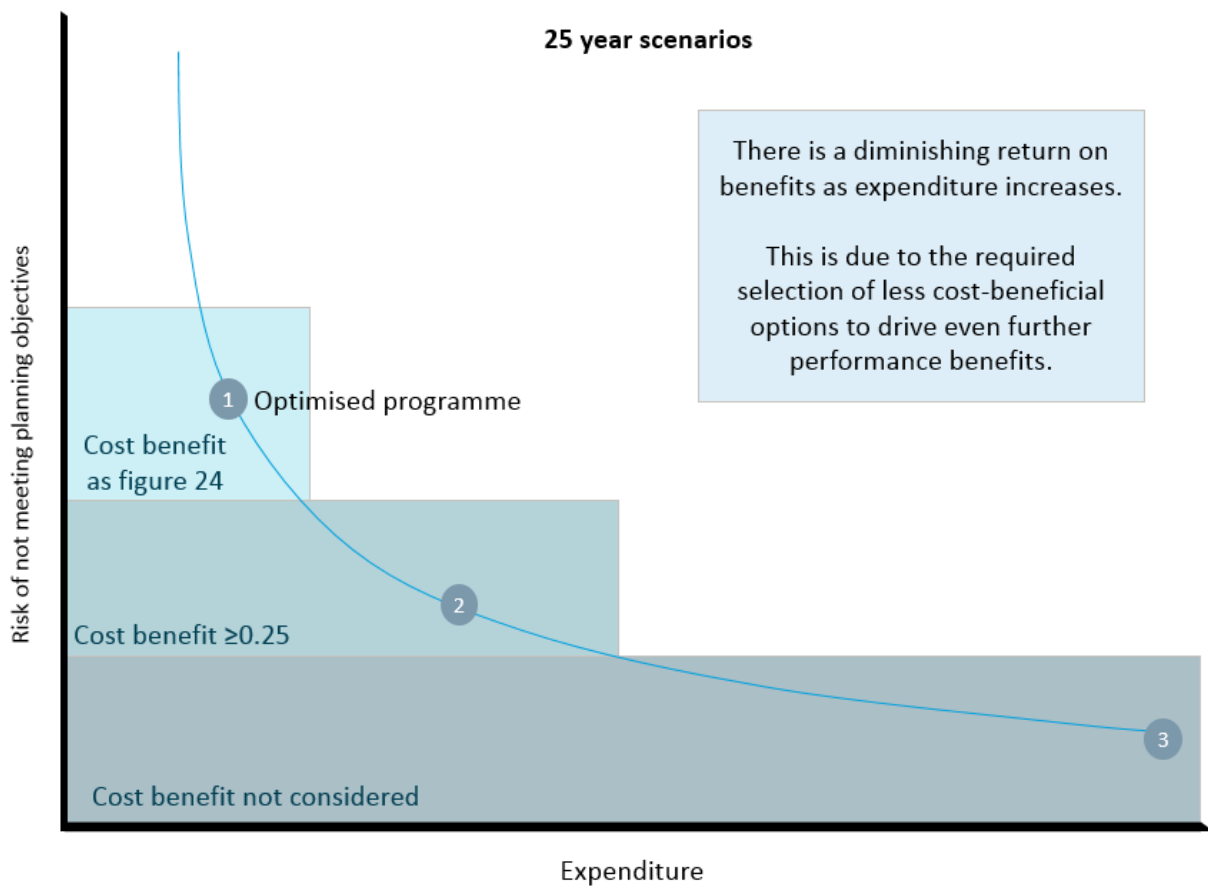 25 year scenarios
There is a diminishing return on
benefits as expenditure increases.
This is due to the required
selection of less cost-beneficial
options to drive even further
performance benefits.
Risk of not meeting planning objectives
1
Optimised programme
Cost benefit
as figure 24
2
Cost benefit ≥0.25
3
Cost benefit not considered
Expenditure